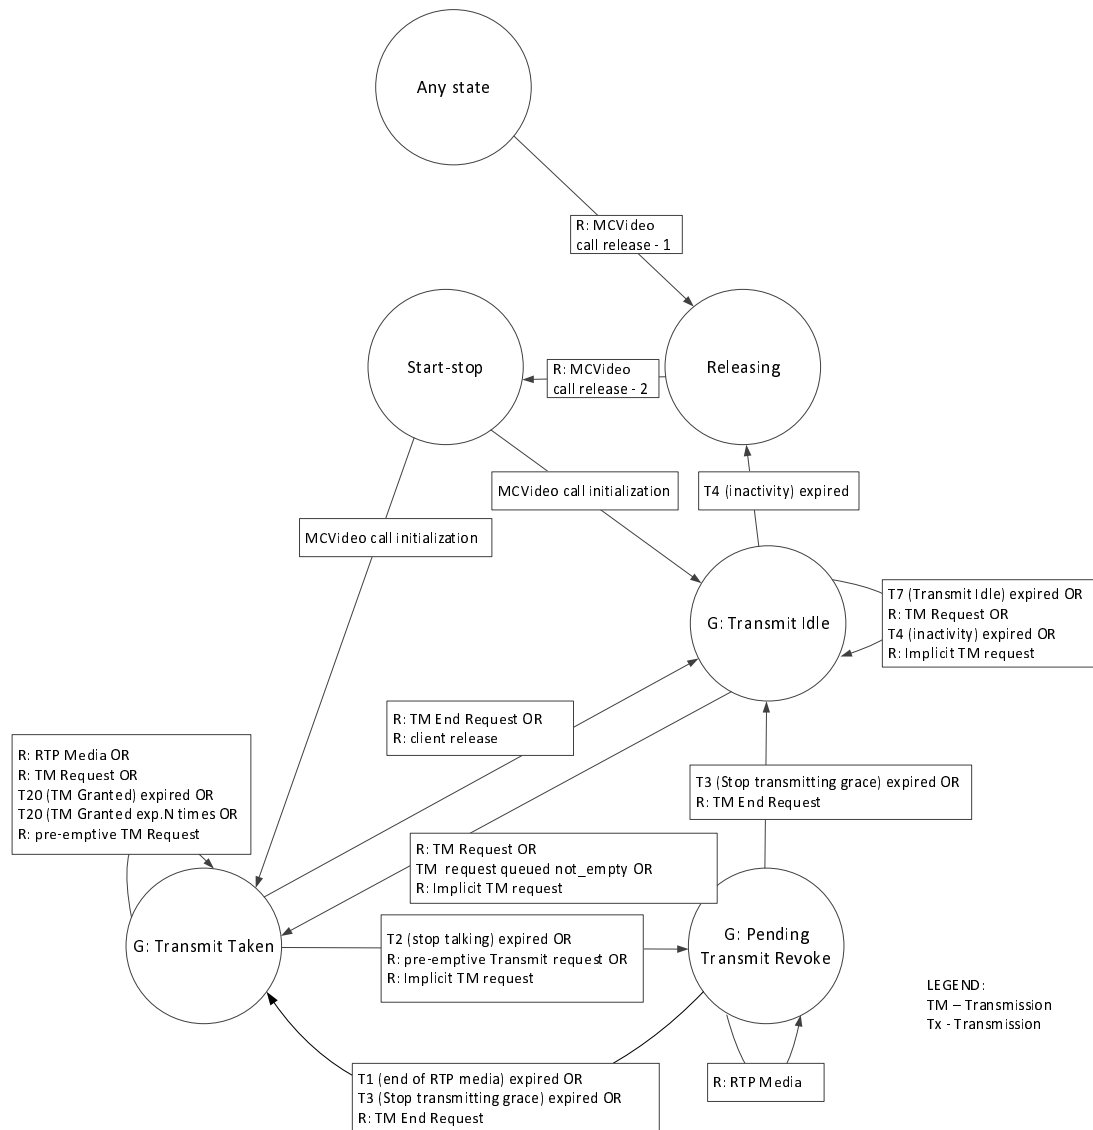 Any state
R: MCVideo
call release - 1
Start-stop
R: MCVideo
call release - 2
Releasing
MCVideo call initialization
T4 (inactivity) expired
MCVideo call initialization
G: Transmit Idle
T7 (Transmit Idle) expired OR
R: TM Request OR
T4 (inactivity) expired OR
R: Implicit TM request
R: TM End Request OR
R: client release
R: RTP Media OR
R: TM Request OR
T20 (TM Granted) expired OR
T20 (TM Granted exp.N times OR
R: pre-emptive TM Request
T3 (Stop transmitting grace) expired OR
R: TM End Request
R: TM Request OR
TM request queued not_empty OR
R: Implicit TM request
G: Transmit Taken
T2 (stop talking) expired OR
R: pre-emptive Transmit request OR
R: Implicit TM request
G: Pending
Transmit Revoke
LEGEND:
TM – Transmission
Tx - Transmission
T1 (end of RTP media) expired OR
T3 (Stop transmitting grace) expired OR
R: TM End Request
R: RTP Media